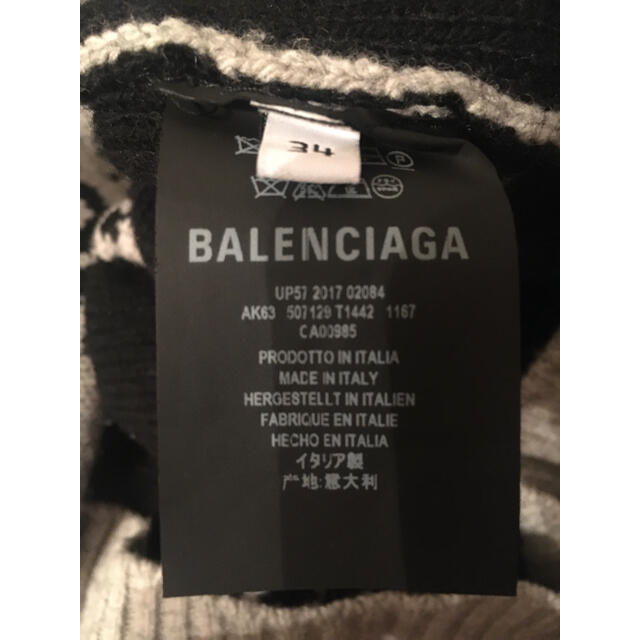 34
BALENCIAGA
UP57 2017 02084
AK63 507129 T1442 1167
CA00985
PRODOTTO IN ITALIA
MADE IN ITALY
HERGESTELLT IN ITALIEN
FABRIQUE EN ITALIE
HECHO EN ITALIA
イタリア製
产地:意大利